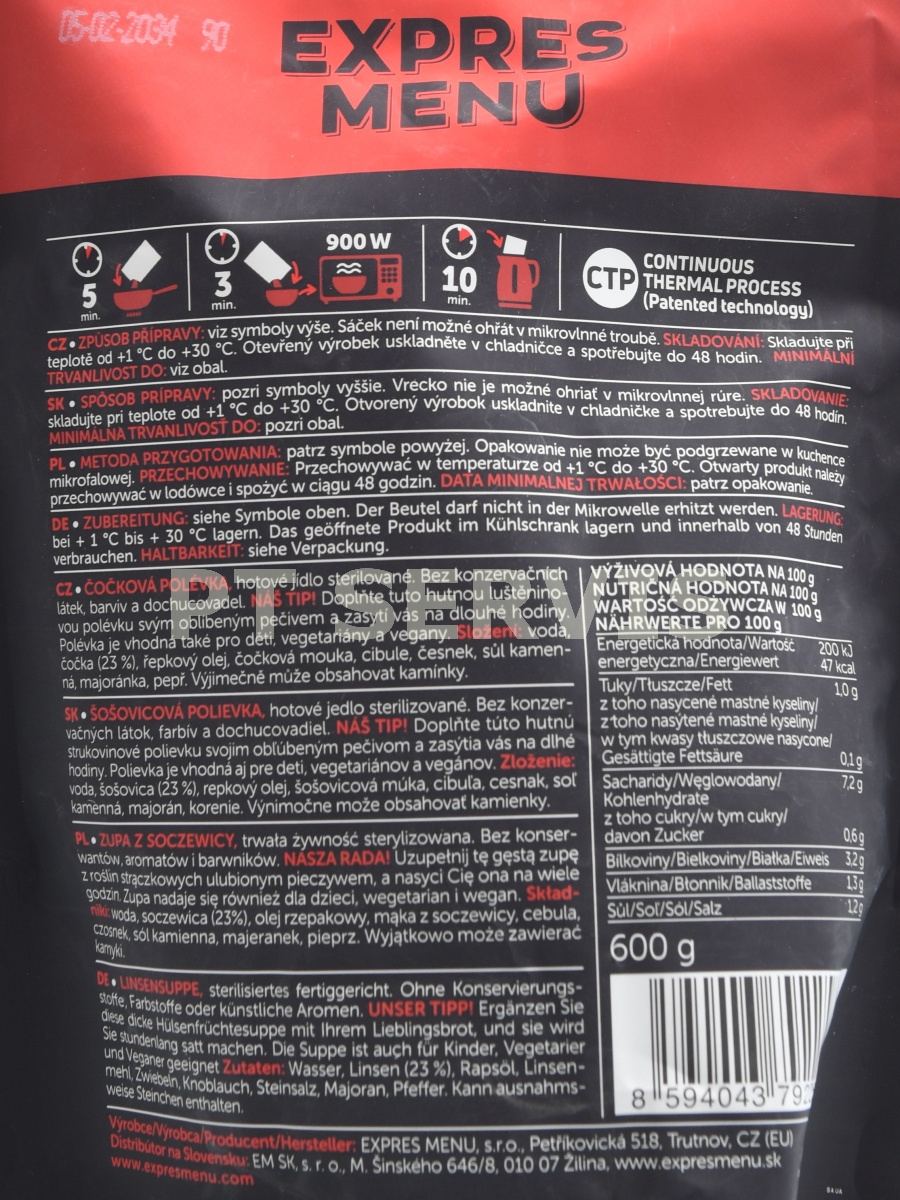 05-02-2034 90
EXPRES
MENU
900 W
5
min.
3
min.
10
min.
CTP
CONTINUOUS
THERMAL PROCESS
(Patented technology)
CZ • ZPŮSOB PŘÍPRAVY: viz symboly výše. Sáček není možné ohřát v mikrovlnné troubě. SKLADOVÁNÍ: Skladujte při
teplotě od +1 °C do +30 °C. Otevřený výrobek uskladněte v chladničce a spotřebujte do 48 hodin. MINIMÁLNÍ
TRVANLIVOST DO: viz obal.
SK • SPÔSOB PRÍPRAVY: pozri symboly vyššie. Vrecko nie je možné ohriať v mikrovlnnej rúre. SKLADOVANIE:
skladujte pri teplote od +1 °C do +30 °C. Otvorený výrobok uskladnite v chladničke a spotrebujte do 48 hodín.
MINIMÁLNA TRVANLIVOSŤ DO: pozri obal.
PL • METODA PRZYGOTOWANIA: patrz symbole powyżej. Opakowanie nie może być podgrzewane w kuchence
mikrofalowej. PRZECHOWYWANIE: Przechowywać w temperaturze od +1 °C do +30 °C. Otwarty produkt należy
przechowywać w lodówce i spożyć w ciągu 48 godzin. DATA MINIMALNEJ TRWAŁOŚCI: patrz opakowanie.
DE • ZUBEREITUNG: siehe Symbole oben. Der Beutel darf nicht in der Mikrowelle erhitzt werden. LAGERUNG:
bei + 1 °C bis + 30 °C lagern. Das geöffnete Produkt im Kühlschrank lagern und innerhalb von 48 Stunden
verbrauchen. HALTBARKEIT: siehe Verpackung.
PT SERVIS
CZ • ČOČKOVÁ POLÉVKA, hotové jídlo sterilované. Bez konzervačních
látek, barviv a dochucovadel. NÁŠ TIP! Doplňte tuto hutnou luštěnino-
vou polévku svým oblíbeným pečivem a zasytí vás na dlouhé hodiny.
Polévka je vhodná také pro děti, vegetariány a vegany. Složení: voda,
čočka (23 %), řepkový olej, čočková mouka, cibule, česnek, sůl kamen-
ná, majoránka, pepř. Výjimečně může obsahovat kamínky.
SK • ŠOŠOVICOVÁ POLIEVKA, hotové jedlo sterilizované. Bez konzer-
vačných látok, farbív a dochucovadiel. NÁŠ TIP! Doplňte túto hutnú
strukovinové polievku svojim obľúbeným pečivom a zasýtia vás na dlhé
hodiny. Polievka je vhodná aj pre deti, vegetariánov a vegánov. Zloženie:
voda, šošovica (23 %), repkový olej, šošovicová múka, cibuľa, cesnak, soľ
kamenná, majorán, korenie. Výnimočne može obsahovať kamienky.
PL • ZUPA Z SOCZEWICY, trwała żywność sterylizowana. Bez konser-
wantów, aromatów i barwników. NASZA RADA! Uzupełnij tę gęstą zupę
z roślin strączkowych ulubionym pieczywem, a nasyci Cię ona na wiele
godzin. Zupa nadaje się również dla dzieci, wegetarian i wegan. Skład-
niki: woda, soczewica (23%), olej rzepakowy, mąka z soczewicy, cebula,
czosnek, sól kamienna, majeranek, pieprz. Wyjątkowo może zawierać
kamyki.
DE • LINSENSUPPE, sterilisiertes fertiggericht. Ohne Konservierungs-
stoffe, Farbstoffe oder künstliche Aromen. UNSER TIPP! Ergänzen Sie
diese dicke Hülsenfrüchtesuppe mit Ihrem Lieblingsbrot, und sie wird
Sie stundenlang satt machen. Die Suppe ist auch für Kinder, Vegetarier
und Veganer geeignet Zutaten: Wasser, Linsen (23 %), Rapsöl, Linsen-
mehl, Zwiebeln, Knoblauch, Steinsalz, Majoran, Pfeffer. Kann ausnahms-
weise Steinchen enthalten.
VÝŽIVOVÁ HODNOTA NA 100 g
NUTRIČNÁ HODNOTA NA 100 g
WARTOŚĆ ODŻYWCZA W 100 g
NÄHRWERTE PRO 100 g
Energetická hodnota/Wartość 200 kJ
energetyczna/Energiewert 47 kcal
Tuky/Tłuszcze/Fett 1,0 g
z toho nasycené mastné kyseliny/
z toho nasýtené mastné kyseliny/
w tym kwasy tłuszczowe nasycone/
Gesättigte Fettsäure 0,1 g
Sacharidy/Węglowodany/ 7,2 g
Kohlenhydrate
z toho cukry/w tym cukry/
davon Zucker 0,6 g
Bílkoviny/Bielkoviny/Białka/Eiweis 3,2 g
Vláknina/Błonnik/Ballaststoffe 1,3 g
Sůl/Soľ/Sól/Salz 1,2 g
600 g
8 594043 79
Výrobce/Výrobca/Producent/Hersteller: EXPRES MENU, s.r.o., Petříkovická 518, Trutnov, CZ (EU)
Distribútor na Slovensku: EM SK, s. r. o., M. Šinského 646/8, 010 07 Žilina, www.expresmenu.sk
www.expresmenu.com